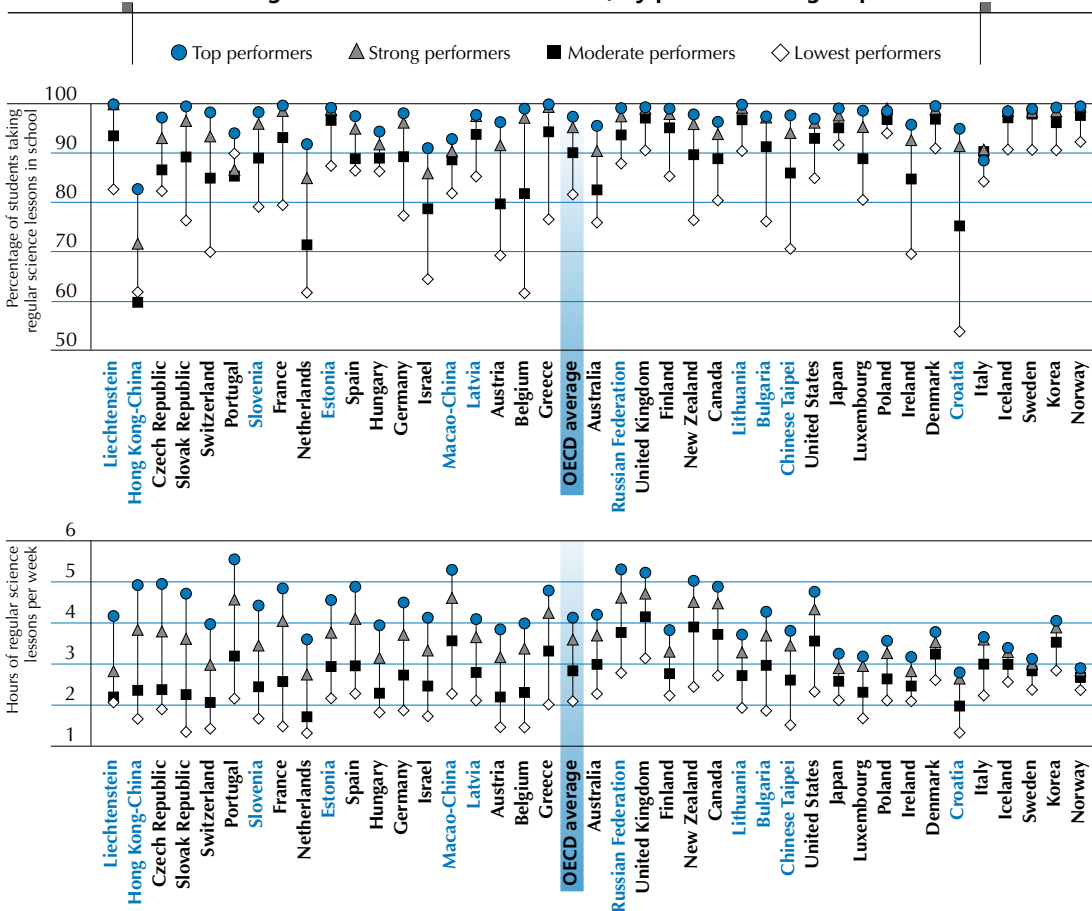 Top performers
Strong performers
Moderate performers
Lowest performers
Percentage of students taking
regular science lessons in school
100
90
80
70
60
50
Liechtenstein
Hong Kong-China
Czech Republic
Slovak Republic
Switzerland
Portugal
Slovenia
France
Netherlands
Estonia
Spain
Hungary
Germany
Israel
Macao-China
Latvia
Austria
Belgium
Greece
OECD average
Australia
Russian Federation
United Kingdom
Finland
New Zealand
Canada
Lithuania
Bulgaria
Chinese Taipei
United States
Japan
Luxembourg
Poland
Ireland
Denmark
Croatia
Italy
Iceland
Sweden
Korea
Norway
Hours of regular science
lessons per week
6
5
4
3
2
1
Liechtenstein
Hong Kong-China
Czech Republic
Slovak Republic
Switzerland
Portugal
Slovenia
France
Netherlands
Estonia
Spain
Hungary
Germany
Israel
Macao-China
Latvia
Austria
Belgium
Greece
OECD average
Australia
Russian Federation
United Kingdom
Finland
New Zealand
Canada
Lithuania
Bulgaria
Chinese Taipei
United States
Japan
Luxembourg
Poland
Ireland
Denmark
Croatia
Italy
Iceland
Sweden
Korea
Norway